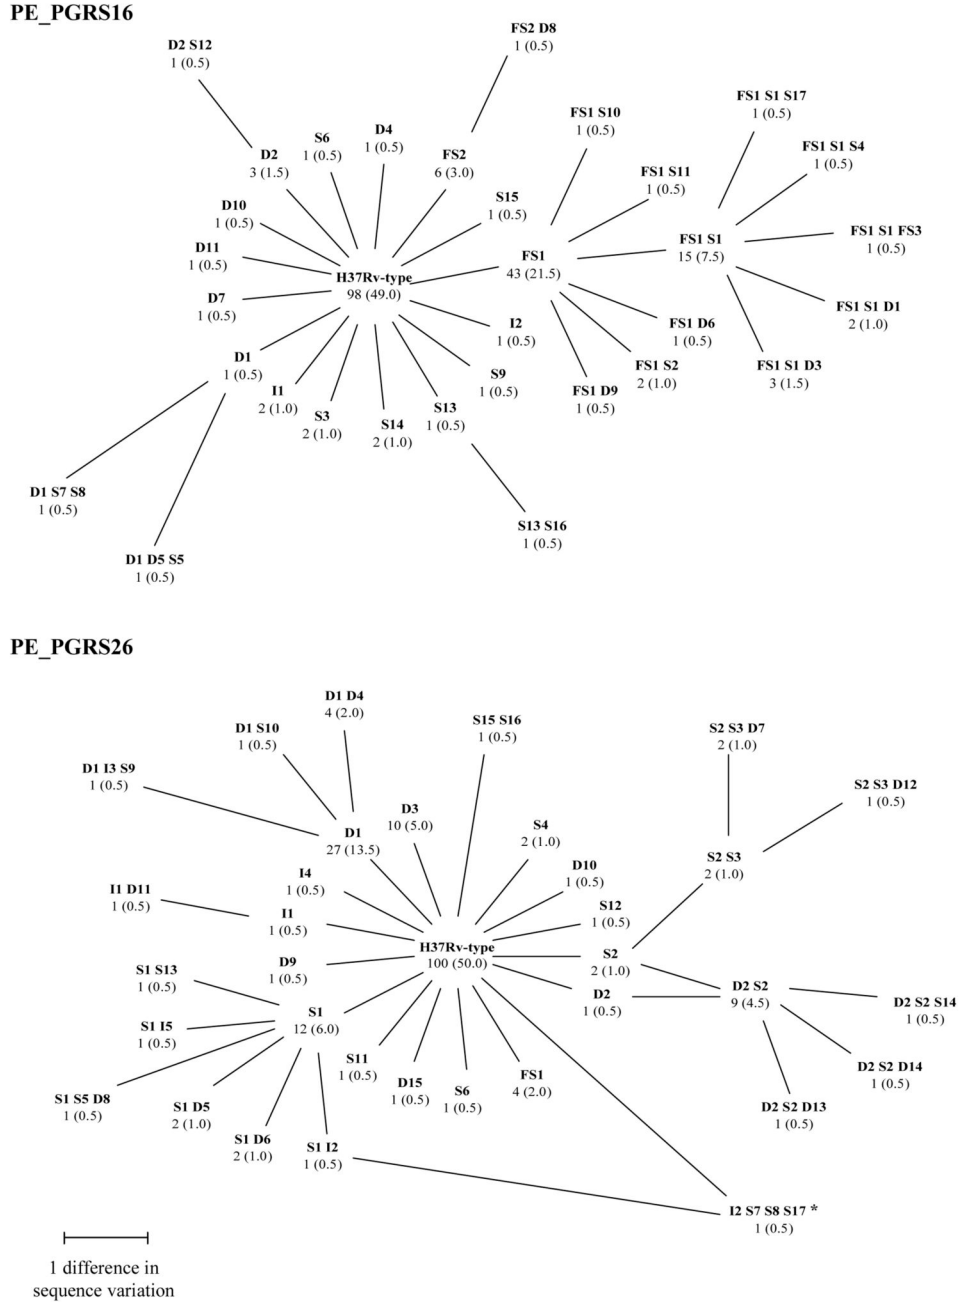 PE_PGRS16
FS2 D8
1 (0.5)
D2 S12
1 (0.5)
FS1 S1 S17
1 (0.5)
FS1 S10
1 (0.5)
D4
1 (0.5)
S6
1 (0.5)
FS1 S1 S4
1 (0.5)
D2
3 (1.5)
FS2
6 (3.0)
FS1 S11
1 (0.5)
S15
1 (0.5)
D10
1 (0.5)
FS1 S1 FS3
1 (0.5)
FS1 S1
15 (7.5)
D11
1 (0.5)
FS1
43 (21.5)
H37Rv-type
98 (49.0)
D7
1 (0.5)
FS1 S1 D1
2 (1.0)
I2
1 (0.5)
FS1 D6
1 (0.5)
D1
1 (0.5)
FS1 S2
2 (1.0)
FS1 S1 D3
3 (1.5)
S9
1 (0.5)
I1
2 (1.0)
FS1 D9
1 (0.5)
S13
1 (0.5)
S3
2 (1.0)
S14
2 (1.0)
D1 S7 S8
1 (0.5)
S13 S16
1 (0.5)
D1 D5 S5
1 (0.5)
PE_PGRS26
D1 D4
4 (2.0)
S15 S16
1 (0.5)
D1 S10
1 (0.5)
S2 S3 D7
2 (1.0)
D1 I3 S9
1 (0.5)
S2 S3 D12
1 (0.5)
D3
10 (5.0)
S4
2 (1.0)
D1
27 (13.5)
S2 S3
2 (1.0)
D10
1 (0.5)
I4
1 (0.5)
I1 D11
1 (0.5)
S12
1 (0.5)
I1
1 (0.5)
H37Rv-type
100 (50.0)
S2
2 (1.0)
D9
1 (0.5)
S1 S13
1 (0.5)
D2 S2
9 (4.5)
D2
1 (0.5)
D2 S2 S14
1 (0.5)
S1
12 (6.0)
S1 I5
1 (0.5)
S11
1 (0.5)
D2 S2 D14
1 (0.5)
FS1
4 (2.0)
D15
1 (0.5)
S6
1 (0.5)
S1 S5 D8
1 (0.5)
S1 D5
2 (1.0)
D2 S2 D13
1 (0.5)
S1 D6
2 (1.0)
S1 I2
1 (0.5)
I2 S7 S8 S17 *
1 (0.5)
1 difference in
sequence variation